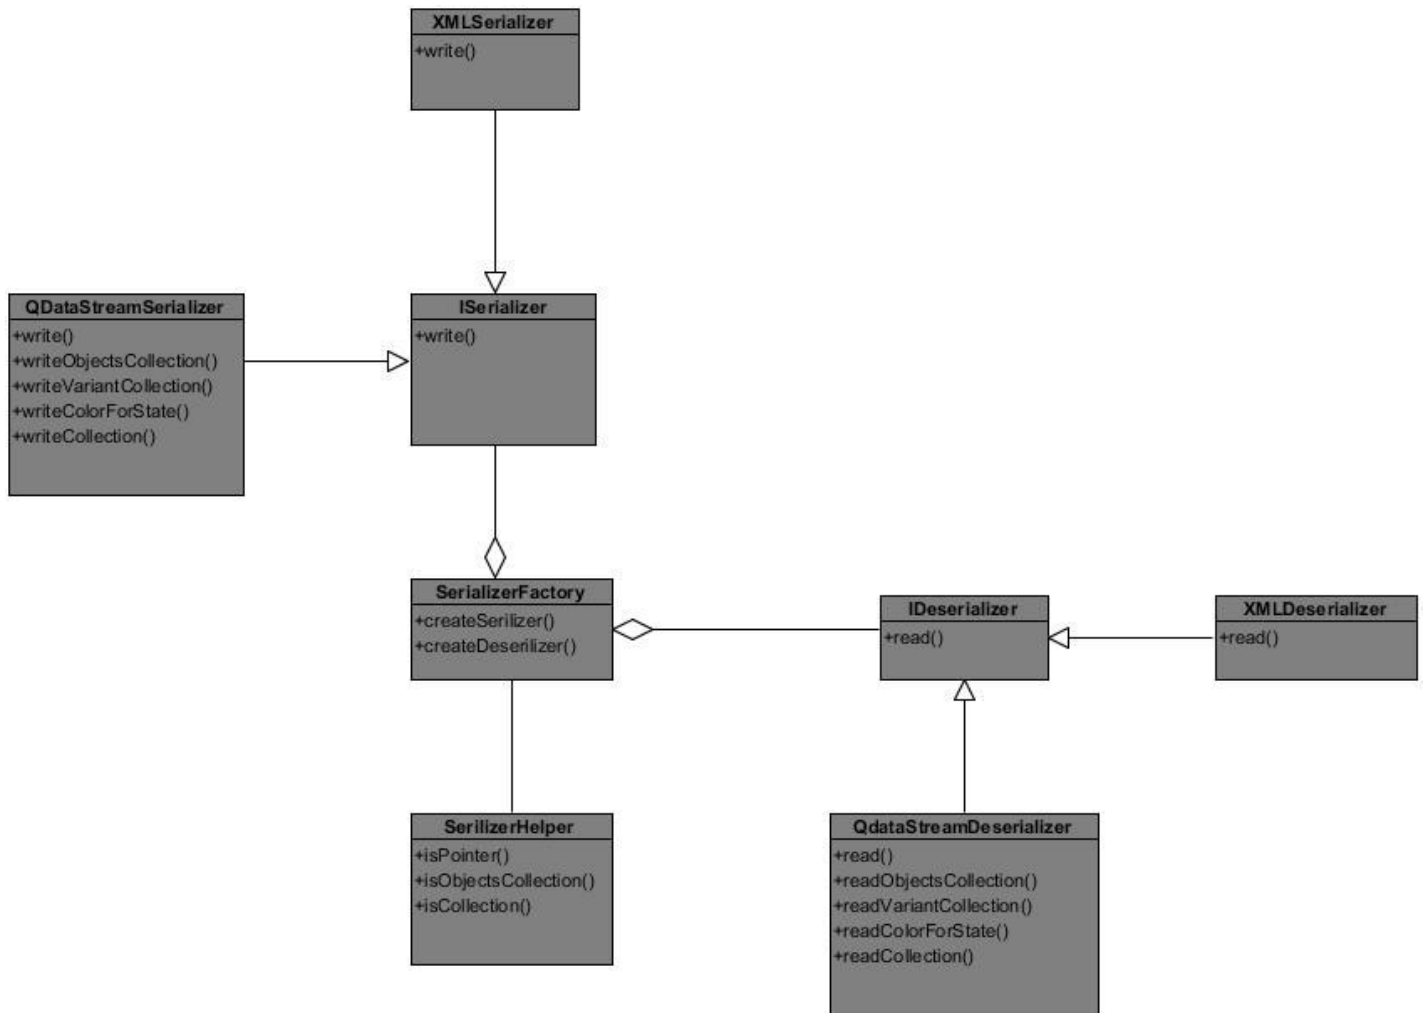 XMLSerializer
+write()
QDataStreamSerializer
+write()
+writeObjectsCollection()
+writeVariantCollection()
+writeColorForState()
+writeCollection()
ISerializer
+write()
SerializerFactory
+createSerilizer()
+createDeserilizer()
IDeserializer
+read()
XMLDeserializer
+read()
SerilizerHelper
+isPointer()
+isObjectsCollection()
+isCollection()
QdataStreamDeserializer
+read()
+readObjectsCollection()
+readVariantCollection()
+readColorForState()
+readCollection()